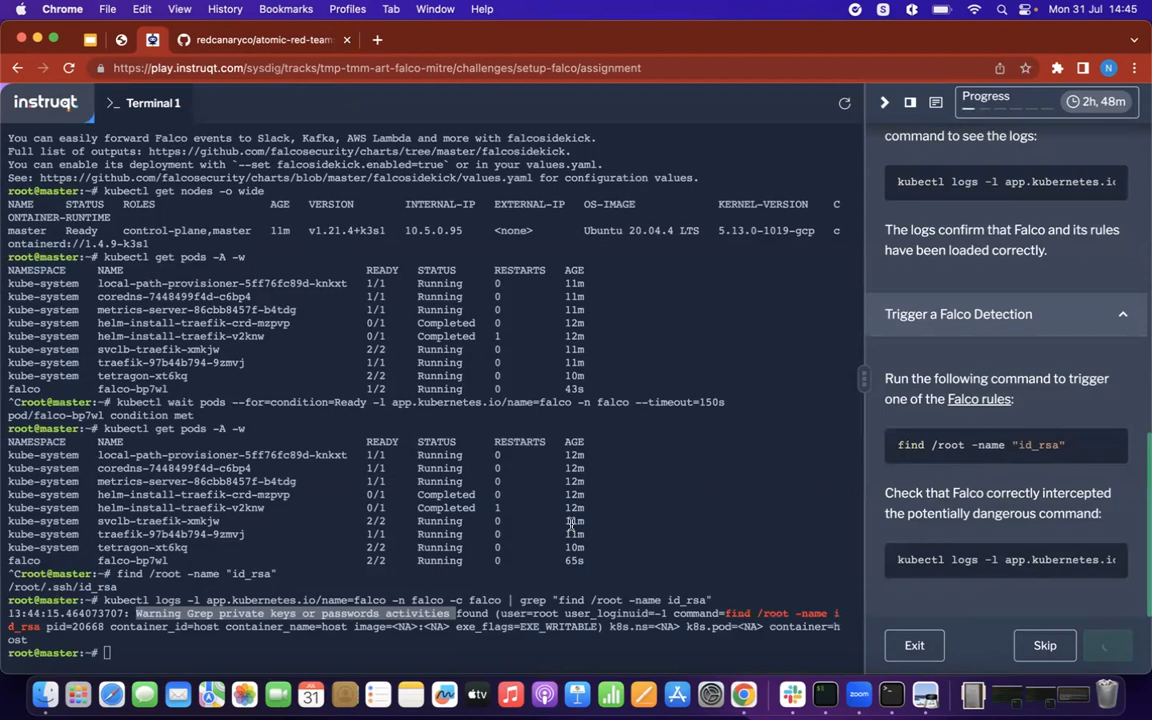 Chrome File Edit View History Bookmarks Profiles Tab Window Help Mon 31 Jul 14:45
redcanaryco/atomic-red-team
https://play.instruqt.com/sysdig/tracks/tmp-tmm-art-falco-mitre/challenges/setup-falco/assignment
N
instruqt
>_ Terminal 1
You can easily forward Falco events to Slack, Kafka, AWS Lambda and more with falcosidekick.
Full list of outputs: https://github.com/falcosecurity/charts/tree/master/falcosidekick.
You can enable its deployment with `--set falcosidekick.enabled=true` or in your values.yaml.
See: https://github.com/falcosecurity/charts/blob/master/falcosidekick/values.yaml for configuration values.
root@master:~# kubectl get nodes -o wide
NAME STATUS ROLES AGE VERSION INTERNAL-IP EXTERNAL-IP OS-IMAGE KERNEL-VERSION C
ONTAINER-RUNTIME
master Ready control-plane,master 11m v1.21.4+k3s1 10.5.0.95 <none> Ubuntu 20.04.4 LTS 5.13.0-1019-gcp c
ontainerd://1.4.9-k3s1
root@master:~# kubectl get pods -A -w
NAMESPACE NAME READY STATUS RESTARTS AGE
kube-system local-path-provisioner-5ff76fc89d-knkxt 1/1 Running 0 11m
kube-system coredns-7448499f4d-c6bp4 1/1 Running 0 11m
kube-system metrics-server-86cbb8457f-b4tdg 1/1 Running 0 11m
kube-system helm-install-traefik-crd-mzpvp 0/1 Completed 0 12m
kube-system helm-install-traefik-v2knw 0/1 Completed 1 12m
kube-system svclb-traefik-xmkjw 2/2 Running 0 11m
kube-system traefik-97b44b794-9zmvj 1/1 Running 0 11m
kube-system tetragon-xt6kq 2/2 Running 0 10m
falco falco-bp7wl 1/2 Running 0 43s
^Croot@master:~# kubectl wait pods --for=condition=Ready -l app.kubernetes.io/name=falco -n falco --timeout=150s
pod/falco-bp7wl condition met
root@master:~# kubectl get pods -A -w
NAMESPACE NAME READY STATUS RESTARTS AGE
kube-system local-path-provisioner-5ff76fc89d-knkxt 1/1 Running 0 12m
kube-system coredns-7448499f4d-c6bp4 1/1 Running 0 12m
kube-system metrics-server-86cbb8457f-b4tdg 1/1 Running 0 12m
kube-system helm-install-traefik-crd-mzpvp 0/1 Completed 0 12m
kube-system helm-install-traefik-v2knw 0/1 Completed 1 12m
kube-system svclb-traefik-xmkjw 2/2 Running 0 11m
kube-system traefik-97b44b794-9zmvj 1/1 Running 0 11m
kube-system tetragon-xt6kq 2/2 Running 0 10m
falco falco-bp7wl 2/2 Running 0 65s
^Croot@master:~# find /root -name "id_rsa"
/root/.ssh/id_rsa
root@master:~# kubectl logs -l app.kubernetes.io/name=falco -n falco -c falco | grep "find /root -name id_rsa"
13:44:15.464073707: Warning Grep private keys or passwords activities found (user=root user_loginuid=-1 command=find /root -name i
d_rsa pid=20668 container_id=host container_name=host image=<NA>:<NA> exe_flags=EXE_WRITABLE) k8s.ns=<NA> k8s.pod=<NA> container=h
ost
root@master:~#
Progress
2h, 48m
command to see the logs:
kubectl logs -l app.kubernetes.io
The logs confirm that Falco and its rules
have been loaded correctly.
Trigger a Falco Detection
Run the following command to trigger
one of the Falco rules:
find /root -name "id_rsa"
Check that Falco correctly intercepted
the potentially dangerous command:
kubectl logs -l app.kubernetes.io
Exit
Skip